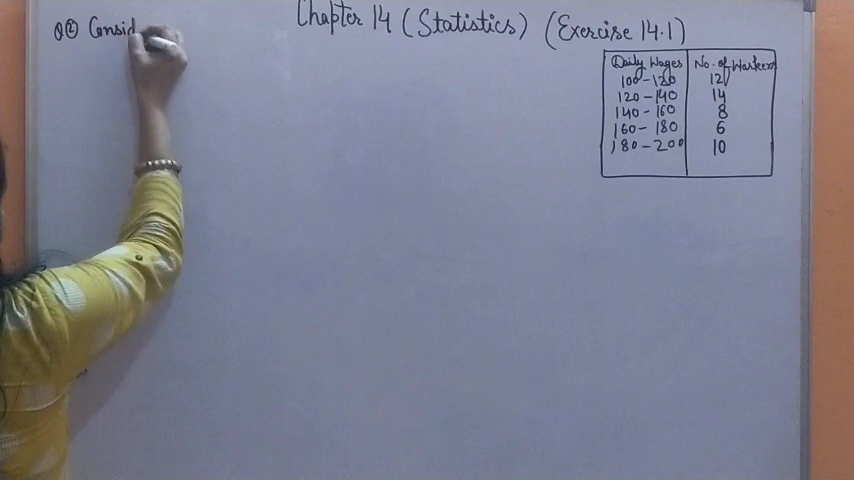 Chapter 14 (Statistics) (Exercise 14.1)
Q② Consid
Daily Wages No. of Workers
100-120 12
120-140 14
140-160 8
160-180 6
180-200 10